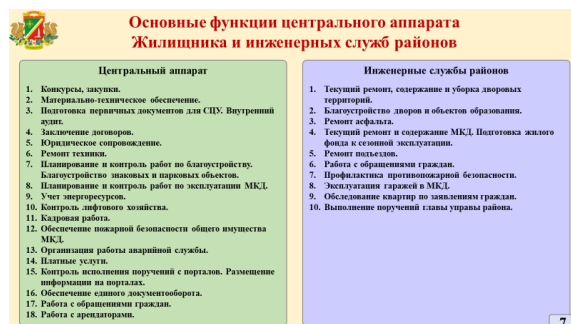 Основные функции центрального аппарата
Жилищника и инженерных служб районов
Центральный аппарат
1. Конкурсы, закупки.
2. Материально-техническое обеспечение.
3. Подготовка первичных документов для СЦУ. Внутренний
аудит.
4. Заключение договоров.
5. Юридическое сопровождение.
6. Ремонт техники.
7. Планирование и контроль работ по благоустройству.
Благоустройство знаковых и парковых объектов.
8. Планирование и контроль работ по эксплуатации МКД.
9. Учет энергоресурсов.
10. Контроль лифтового хозяйства.
11. Кадровая работа.
12. Обеспечение пожарной безопасности общего имущества
МКД.
13. Организация работы аварийной службы.
14. Платные услуги.
15. Контроль исполнения поручений с порталов. Размещение
информации на порталах.
16. Обеспечение единого документооборота.
17. Работа с обращениями граждан.
18. Работа с арендаторами.
Инженерные службы районов
1. Текущий ремонт, содержание и уборка дворовых
территорий.
2. Благоустройство дворов и объектов образования.
3. Ремонт асфальта.
4. Текущий ремонт и содержание МКД. Подготовка жилого
фонда к сезонной эксплуатации.
5. Ремонт подъездов.
6. Работа с обращениями граждан.
7. Профилактика противопожарной безопасности.
8. Эксплуатация гаражей в МКД.
9. Обследование квартир по заявлениям граждан.
10. Выполнение поручений главы управы района.
7